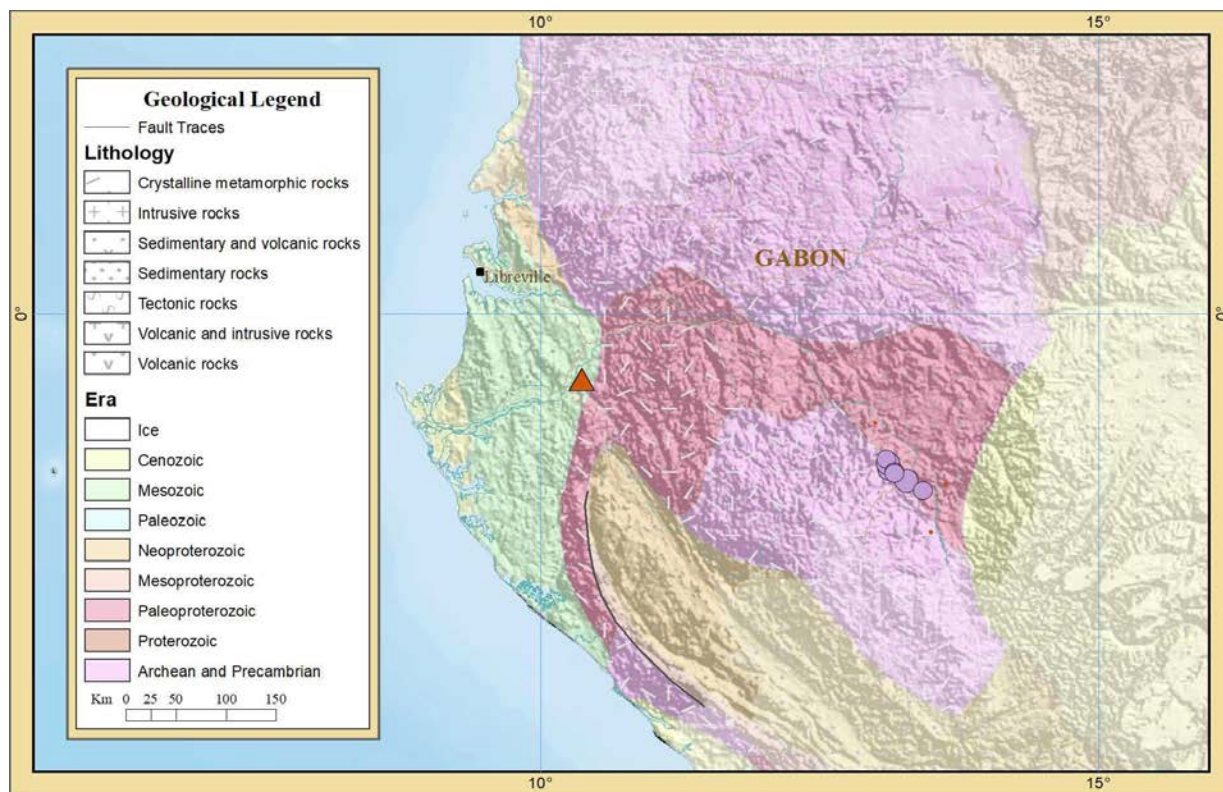 10°
15°
Geological Legend
Fault Traces
Lithology
Crystalline metamorphic rocks
Intrusive rocks
Sedimentary and volcanic rocks
Sedimentary rocks
Tectonic rocks
Volcanic and intrusive rocks
Volcanic rocks
Era
Ice
Cenozoic
Mesozoic
Paleozoic
Neoproterozoic
Mesoproterozoic
Paleoproterozoic
Proterozoic
Archean and Precambrian
Km 0 25 50 100 150
GABON
Libreville
0°
0°
10°
15°